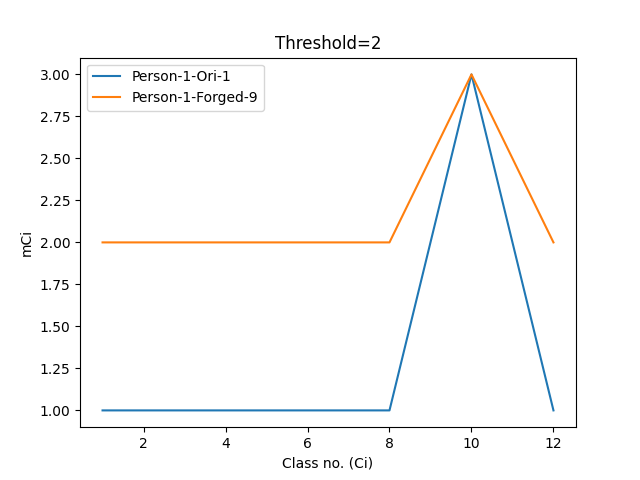 Threshold=2
Person-1-Ori-1
Person-1-Forged-9
3.00
2.75
2.50
2.25
2.00
1.75
1.50
1.25
1.00
mCi
2 4 6 8 10 12
Class no. (Ci)